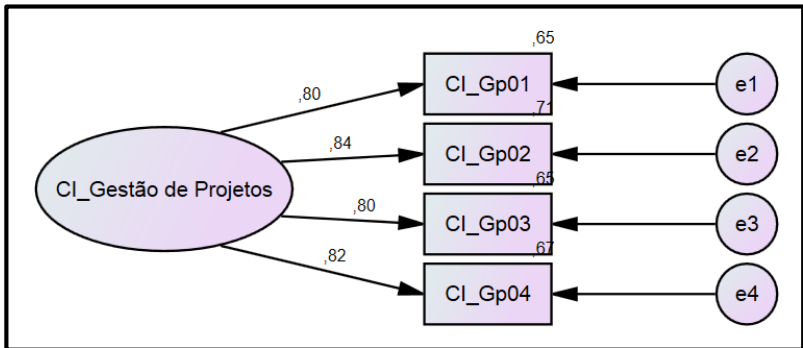 ,65
,80
CI_Gp01
e1
,71
,84
CI_Gp02
e2
,65
CI_Gestão de Projetos
,80
CI_Gp03
e3
,67
,82
CI_Gp04
e4